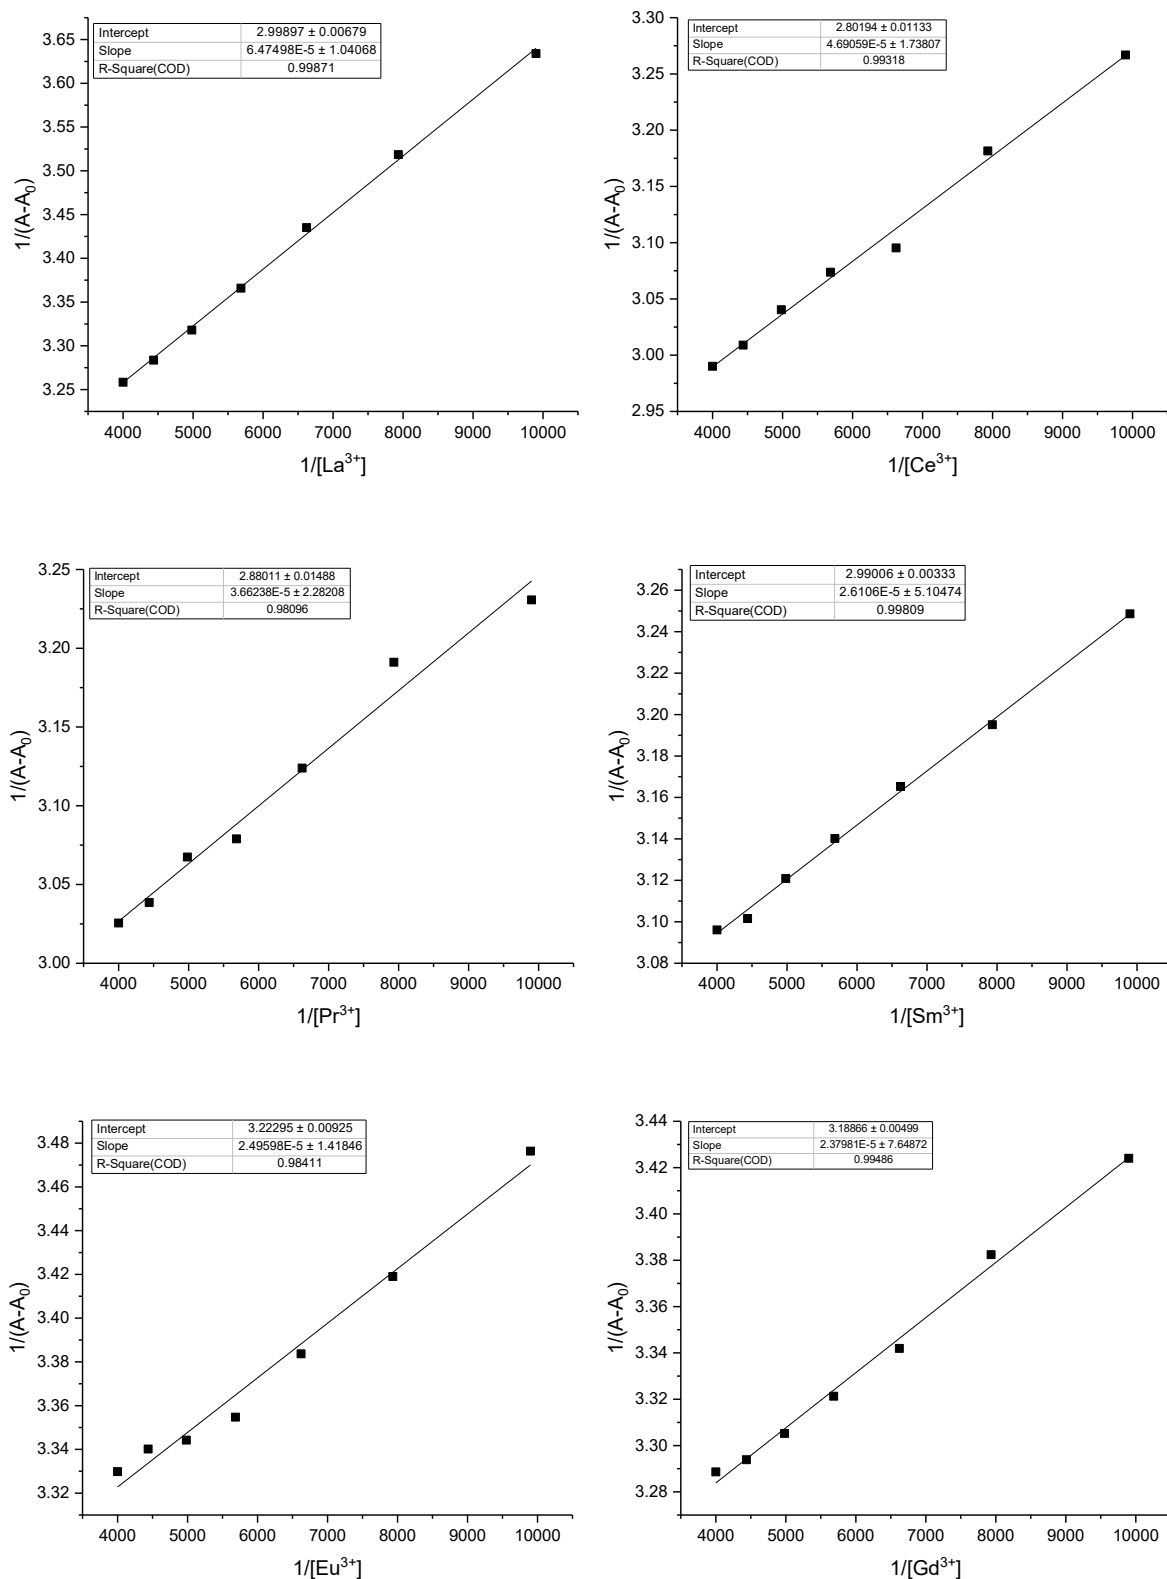 Intercept 2.99897 ± 0.00679
Slope 6.47498E-5 ± 1.04068
R-Square(COD) 0.99871
3.65
3.60
3.55
3.50
3.45
3.40
3.35
3.30
3.25
1/(A-A₀)
4000 5000 6000 7000 8000 9000 10000
1/[La³⁺]
Intercept 2.80194 ± 0.01133
Slope 4.69059E-5 ± 1.73807
R-Square(COD) 0.99318
3.30
3.25
3.20
3.15
3.10
3.05
3.00
2.95
1/(A-A₀)
4000 5000 6000 7000 8000 9000 10000
1/[Ce³⁺]
Intercept 2.88011 ± 0.01488
Slope 3.66238E-5 ± 2.28208
R-Square(COD) 0.98096
3.25
3.20
3.15
3.10
3.05
3.00
1/(A-A₀)
4000 5000 6000 7000 8000 9000 10000
1/[Pr³⁺]
Intercept 2.99006 ± 0.00333
Slope 2.6106E-5 ± 5.10474
R-Square(COD) 0.99809
3.26
3.24
3.22
3.20
3.18
3.16
3.14
3.12
3.10
3.08
1/(A-A₀)
4000 5000 6000 7000 8000 9000 10000
1/[Sm³⁺]
Intercept 3.22295 ± 0.00925
Slope 2.49598E-5 ± 1.41846
R-Square(COD) 0.98411
3.48
3.46
3.44
3.42
3.40
3.38
3.36
3.34
3.32
1/(A-A₀)
4000 5000 6000 7000 8000 9000 10000
1/[Eu³⁺]
Intercept 3.18866 ± 0.00499
Slope 2.37981E-5 ± 7.64872
R-Square(COD) 0.99486
3.44
3.42
3.40
3.38
3.36
3.34
3.32
3.30
3.28
1/(A-A₀)
4000 5000 6000 7000 8000 9000 10000
1/[Gd³⁺]